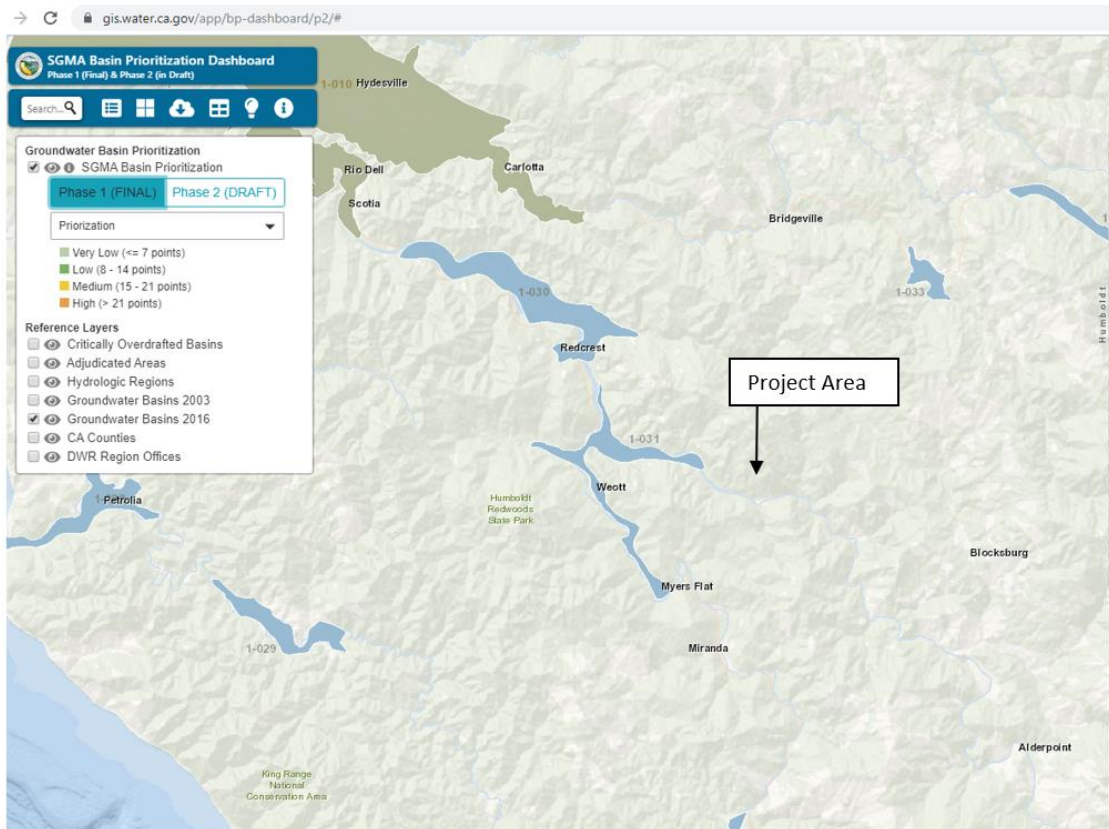 gis.water.ca.gov/app/bp-dashboard/p2/#
SGMA Basin Prioritization Dashboard
Phase 1 (Final) & Phase 2 (in Draft)
Search...
Groundwater Basin Prioritization
SGMA Basin Prioritization
Phase 1 (FINAL)
Phase 2 (DRAFT)
Priorization
Very Low (<= 7 points)
Low (8 - 14 points)
Medium (15 - 21 points)
High (> 21 points)
Reference Layers
Critically Overdrafted Basins
Adjudicated Areas
Hydrologic Regions
Groundwater Basins 2003
Groundwater Basins 2016
CA Counties
DWR Region Offices
1-010
Hydesville
Rio Dell
Carlotta
Scotia
Bridgeville
1-030
1-033
Humboldt
Redcrest
Project Area
1-031
Weott
Petrolia
Humboldt
Redwoods
State Park
Blocksburg
Myers Flat
1-029
Miranda
Alderpoint
King Range
National
Conservation Area